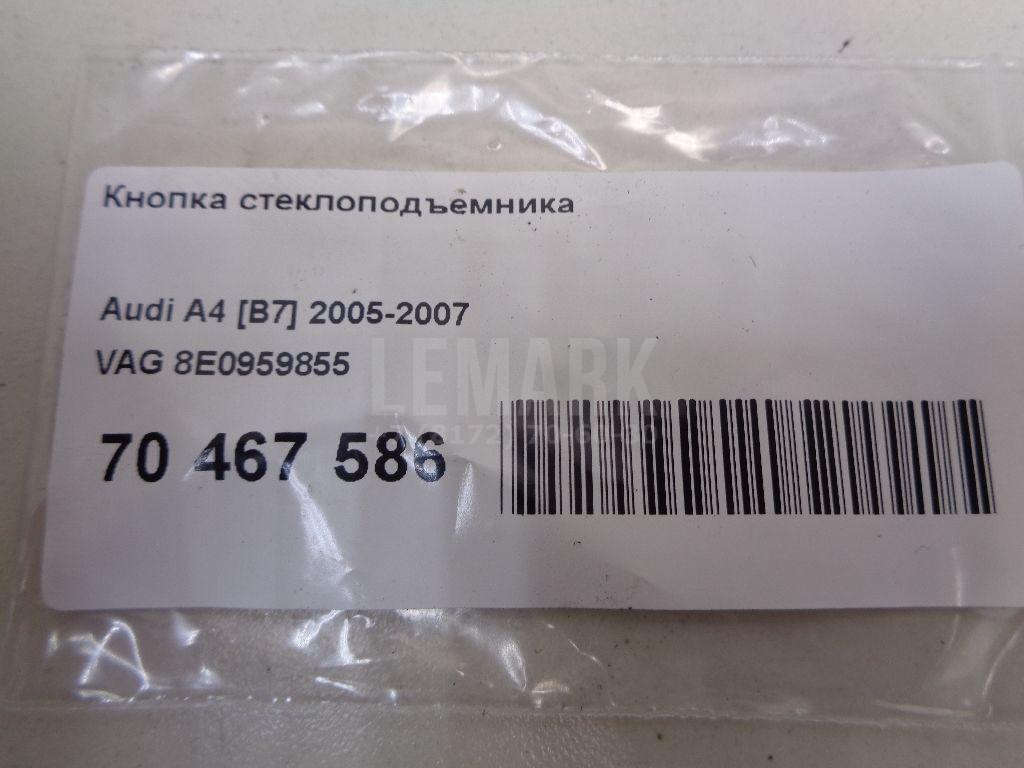 Кнопка стеклоподъемника
Audi A4 [B7] 2005-2007
VAG 8E0959855
LEMARK
70 467 586